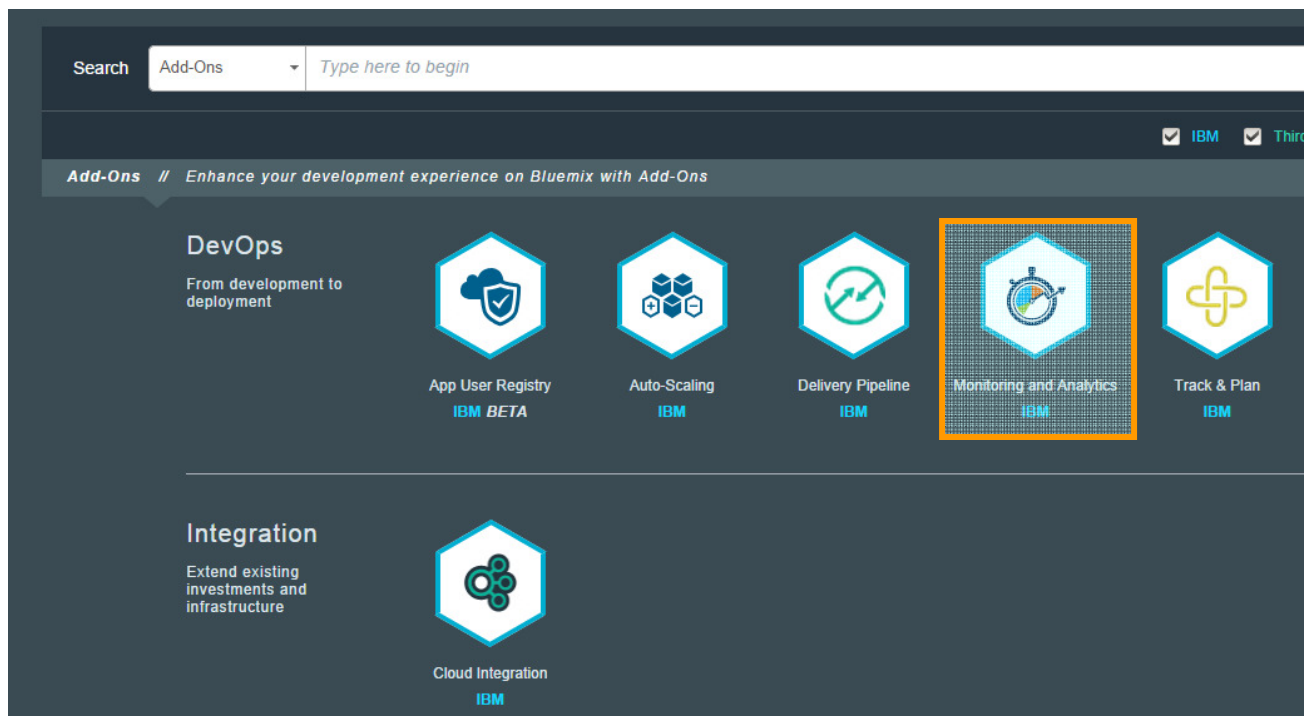 Search Add-Ons Type here to begin
IBM Third
Add-Ons // Enhance your development experience on Bluemix with Add-Ons
DevOps
From development to
deployment
App User Registry
IBM BETA
Auto-Scaling
IBM
Delivery Pipeline
IBM
Monitoring and Analytics
IBM
Track & Plan
IBM
Integration
Extend existing
investments and
infrastructure
Cloud Integration
IBM